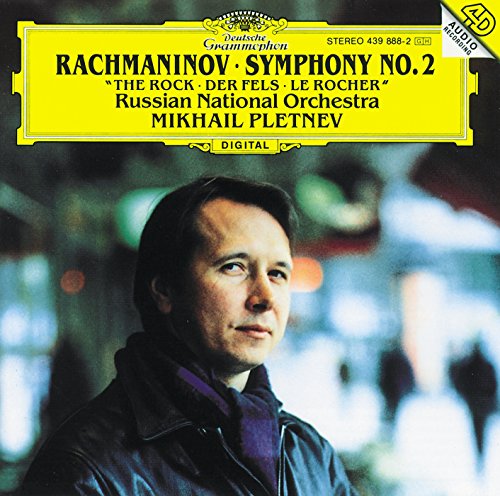 Deutsche
Grammophon
STEREO 439 888-2 GH
4D
AUDIO
RECORDING
RACHMANINOV · SYMPHONY NO. 2
"THE ROCK · DER FELS · LE ROCHER"
Russian National Orchestra
MIKHAIL PLETNEV
DIGITAL